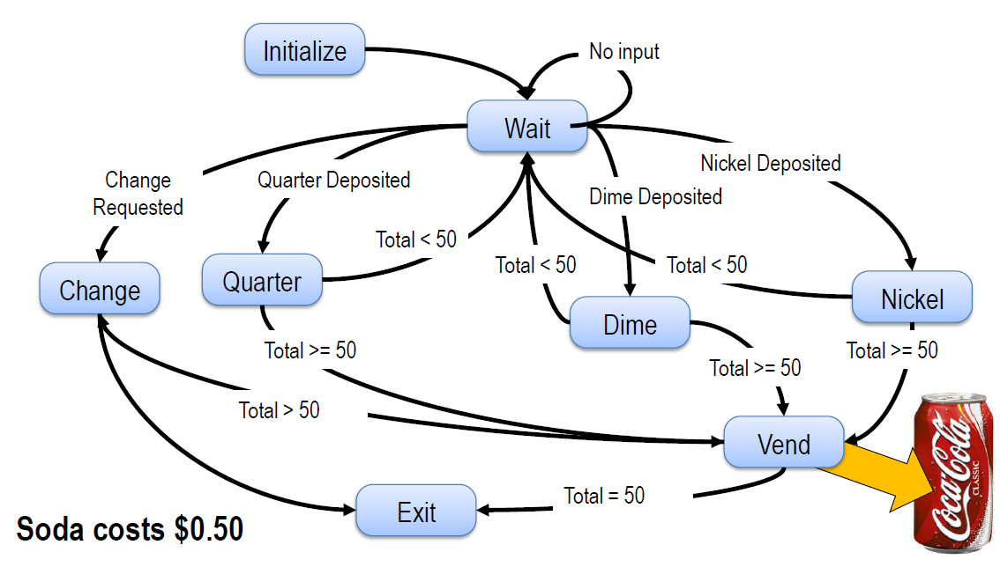 Initialize
No input
Wait
Nickel Deposited
Change
Requested
Quarter Deposited
Dime Deposited
Total < 50
Total < 50
Total < 50
Change
Quarter
Nickel
Dime
Total >= 50
Total >= 50
Total >= 50
Total > 50
Vend
Coca-Cola
CLASSIC
Total = 50
Exit
Soda costs $0.50